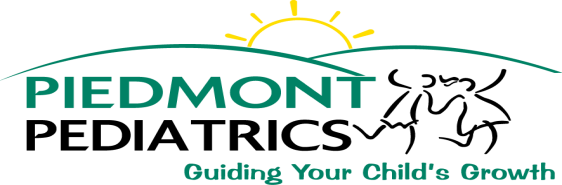 PIEDMONT
PEDIATRICS
Guiding Your Child's Growth